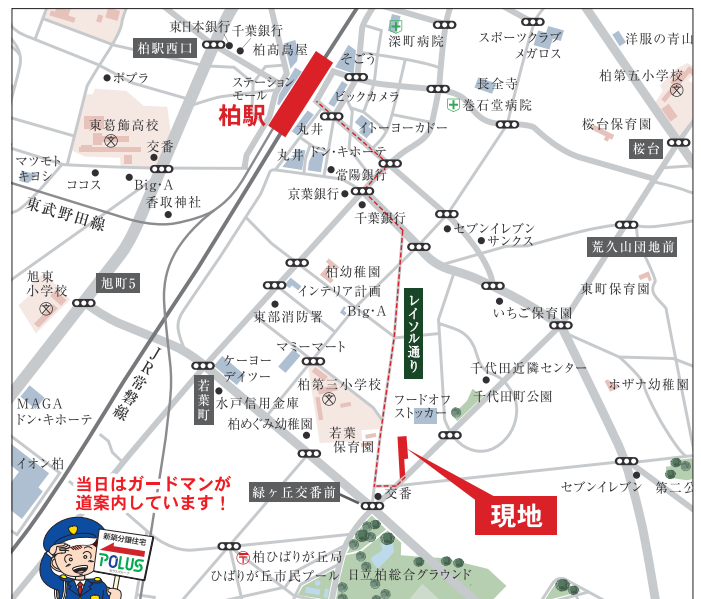 東日本銀行
千葉銀行
柏駅西口
柏髙島屋
そごう
深町病院
スポーツクラブ
メガロス
洋服の青山
柏第五小学校
ポプラ
ステーション
モール
ビックカメラ
長全寺
巻石堂病院
柏駅
東葛飾高校
文
交番
丸井
イトーヨーカドー
桜台保育園
桜台
文
マツモト
キヨシ
ココス
Big・A
丸井
ドン・キホーテ
常陽銀行
香取神社
京葉銀行
千葉銀行
東武野田線
セブンイレブン
サンクス
荒久山団地前
旭東
小学校
文
旭町5
柏幼稚園
インテリア計画
東部消防署
Big・A
レイソル通り
東町保育園
いちご保育園
JR常磐線
マミーマート
ケーヨー
デイツー
若葉町
水戸信用金庫
柏第三小学校
文
千代田近隣センター
千代田町公園
ホザナ幼稚園
フードオフ
ストッカー
MAGA
ドン・キホーテ
柏めぐみ幼稚園
若葉
保育園
イオン柏
当日はガードマンが
道案内しています！
緑ヶ丘交番前
交番
現地
セブンイレブン
第二公
新築分譲住宅
POLUS
〒柏ひばりが丘局
ひばりが丘市民プール
日立柏総合グラウンド